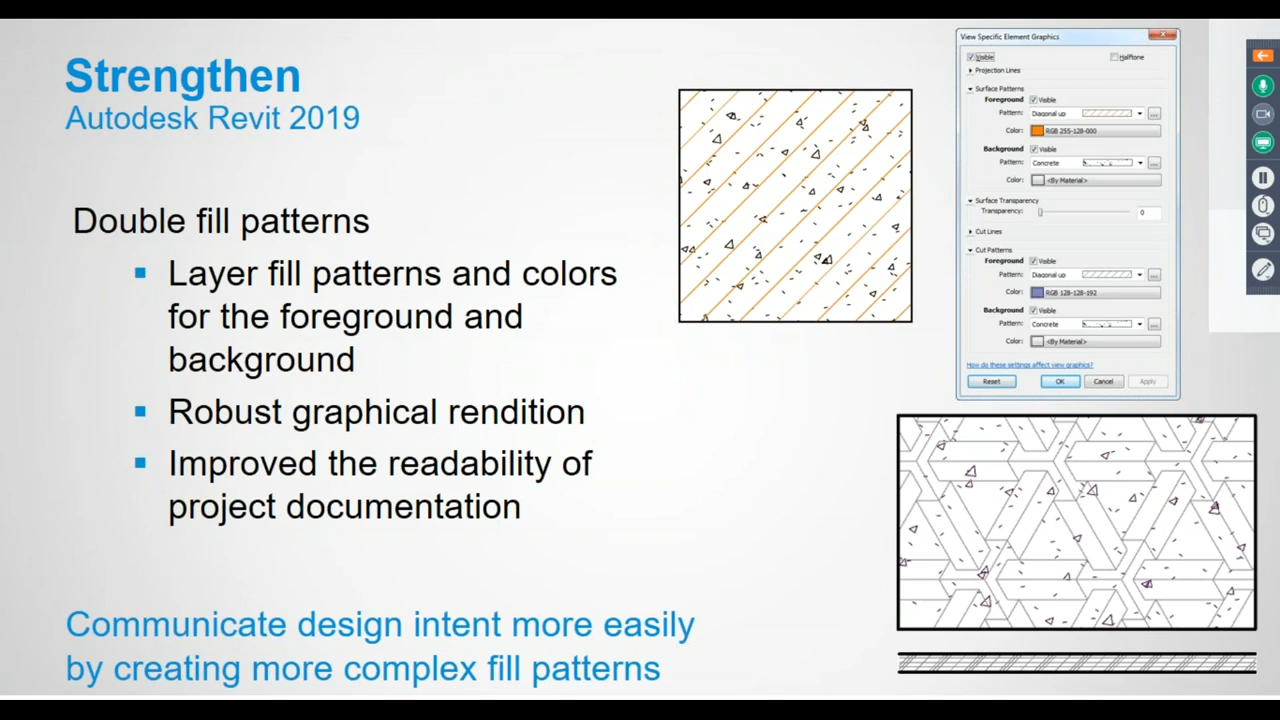 Strengthen
Autodesk Revit 2019
Double fill patterns
Layer fill patterns and colors
for the foreground and
background
Robust graphical rendition
Improved the readability of
project documentation
Communicate design intent more easily
by creating more complex fill patterns
View Specific Element Graphics
Visible
Halftone
Projection Lines
Surface Patterns
Foreground
Visible
Pattern: Diagonal up ...
Color: RGB 255-128-000
Background
Visible
Pattern: Concrete ...
Color: <By Material>
Surface Transparency
Transparency: 0
Cut Lines
Cut Patterns
Foreground
Visible
Pattern: Diagonal up ...
Color: RGB 128-128-192
Background
Visible
Pattern: Concrete ...
Color: <By Material>
How do these settings affect view graphics?
Reset OK Cancel Apply